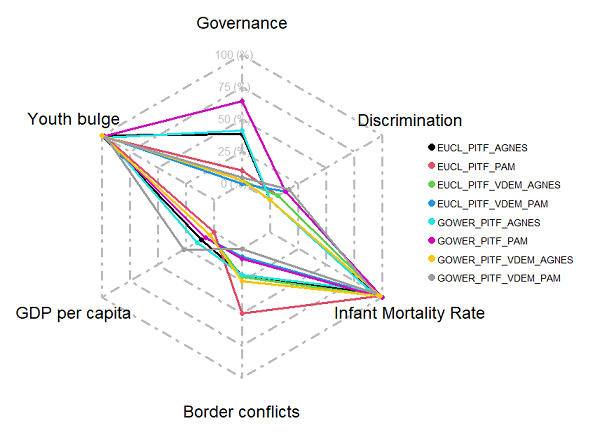 Governance
100 (%)
75 (%)
50 (%)
25 (%)
Youth bulge
Discrimination
EUCL_PITF_AGNES
EUCL_PITF_PAM
EUCL_PITF_VDEM_AGNES
EUCL_PITF_VDEM_PAM
GOWER_PITF_AGNES
GOWER_PITF_PAM
GOWER_PITF_VDEM_AGNES
GOWER_PITF_VDEM_PAM
GDP per capita
Infant Mortality Rate
Border conflicts